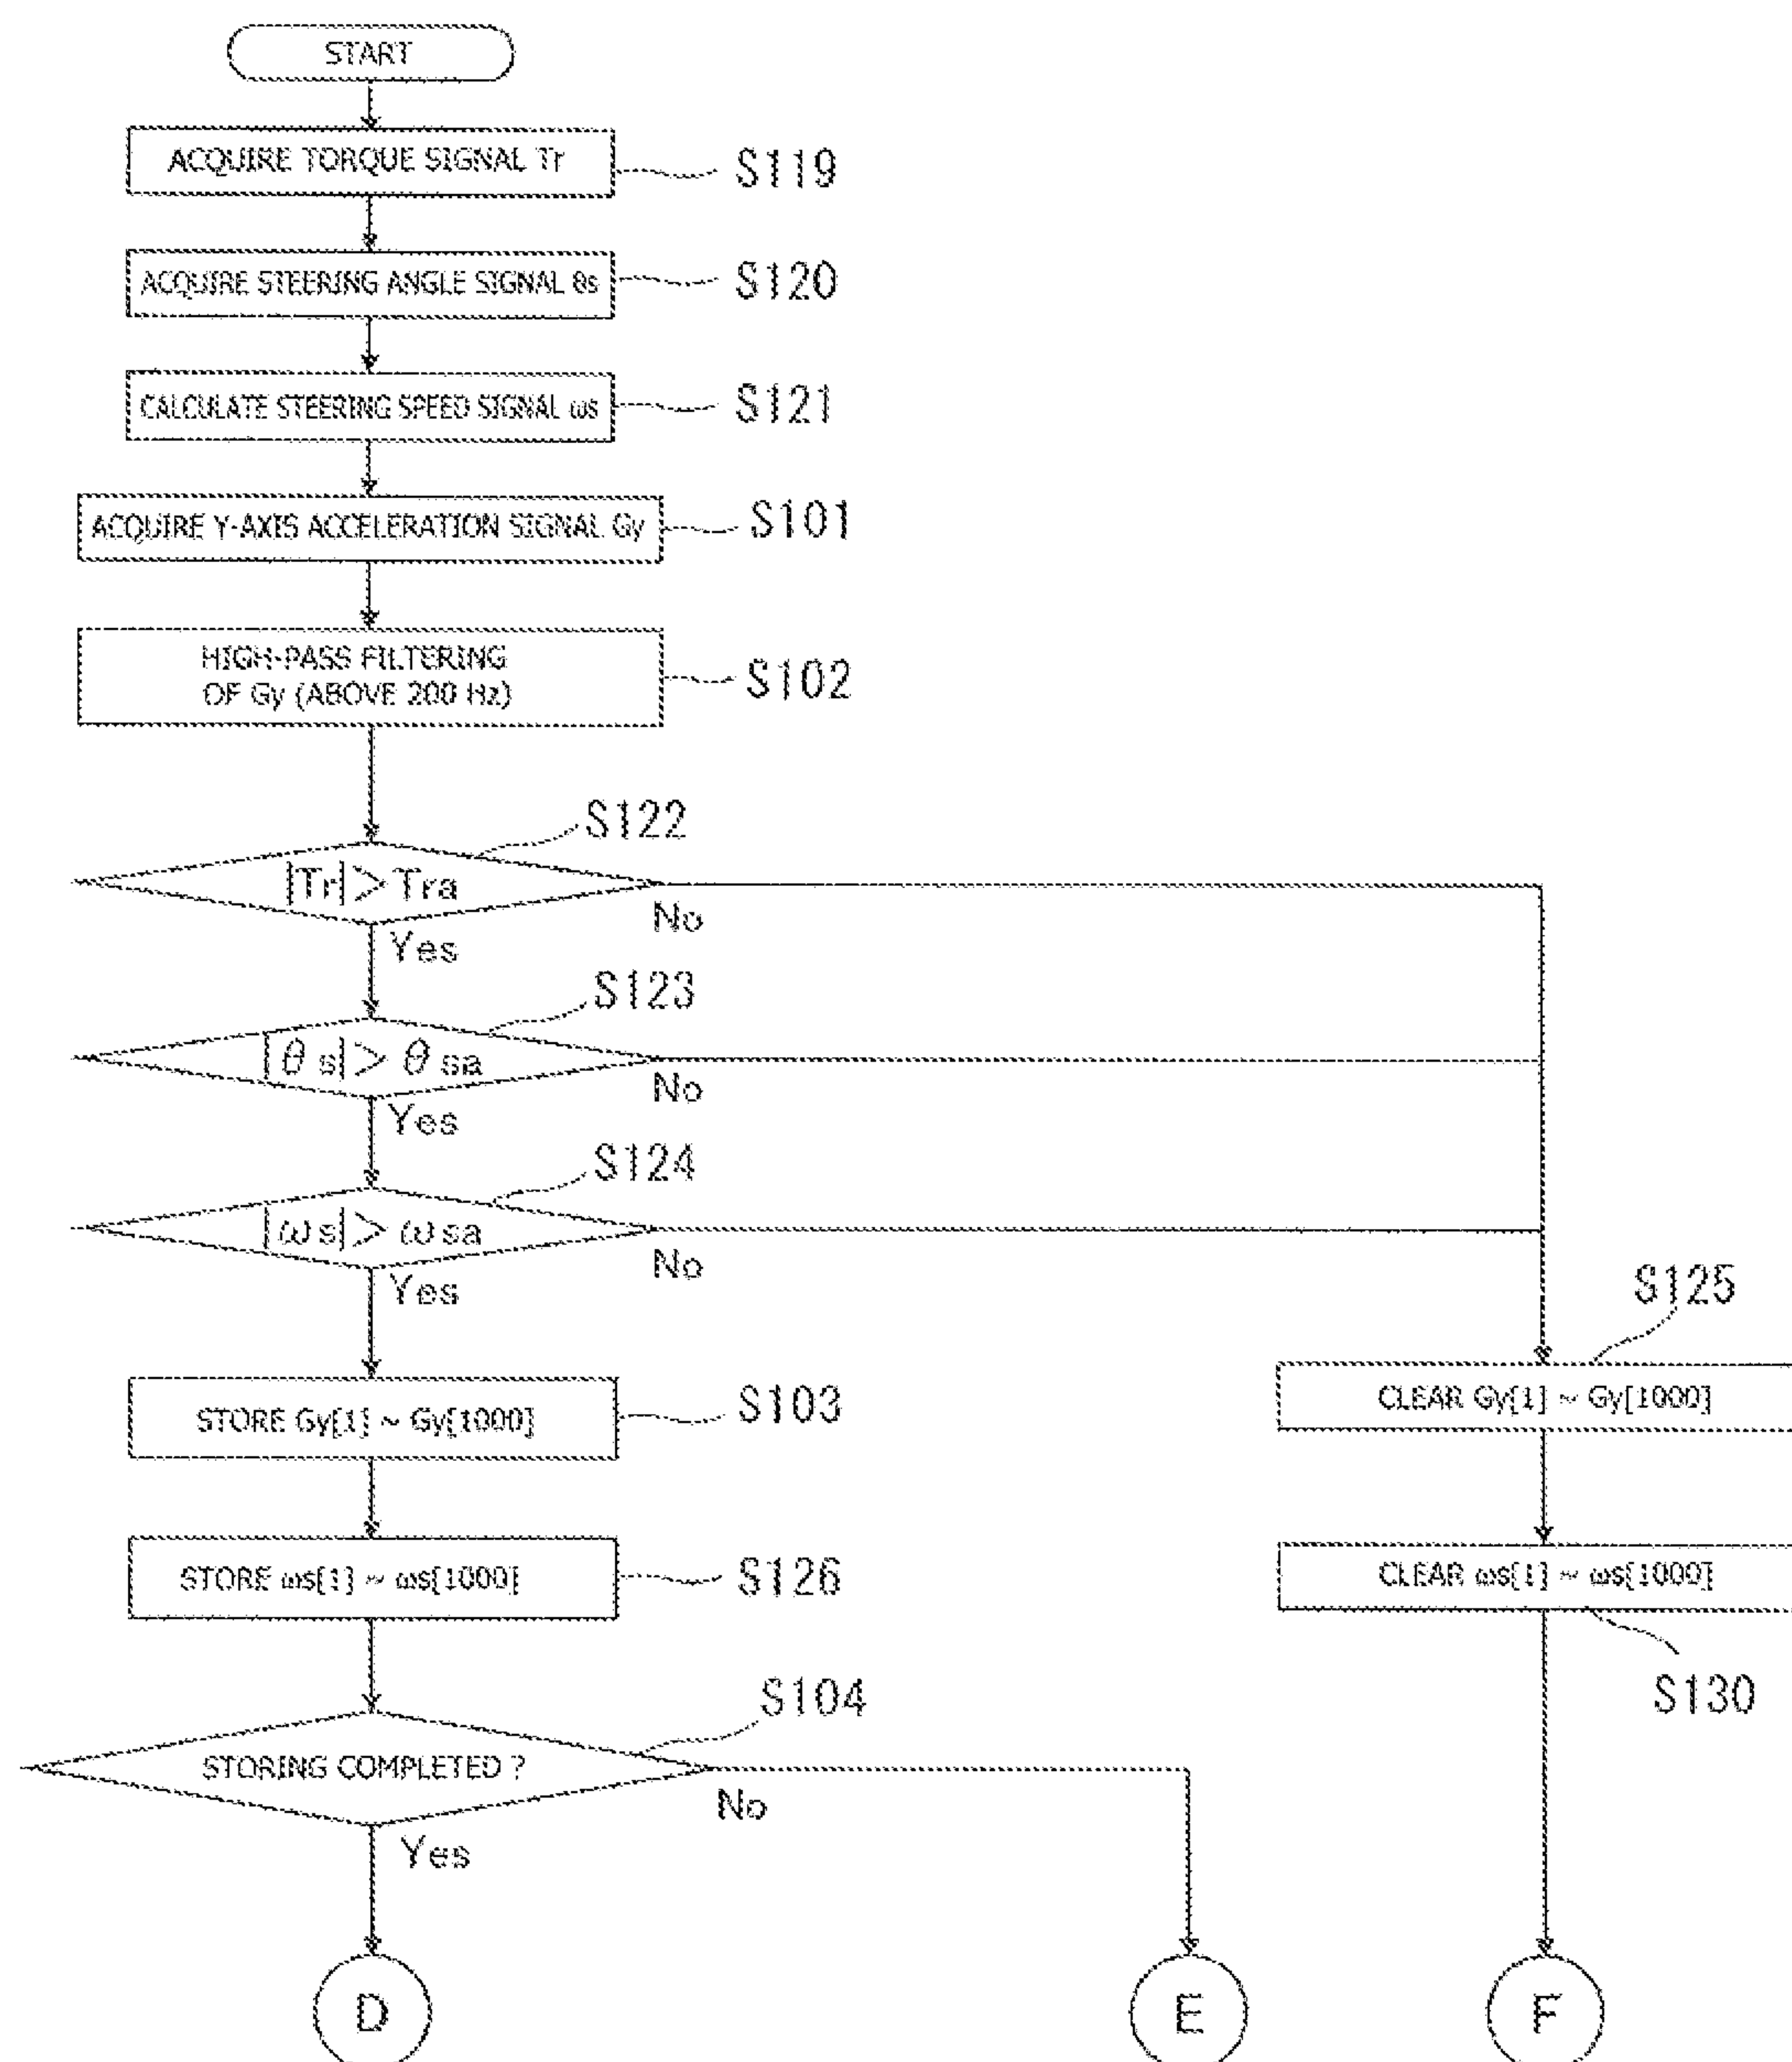 START
ACQUIRE TORQUE SIGNAL Tr
S119
ACQUIRE STEERING ANGLE SIGNAL θs
S120
CALCULATE STEERING SPEED SIGNAL ωs
S121
ACQUIRE Y-AXIS ACCELERATION SIGNAL Gy
S101
HIGH-PASS FILTERING
OF Gy (ABOVE 200 Hz)
S102
S122
|Tr| > Tra
No
Yes
S123
|θs| > θsa
No
Yes
S124
|ωs| > ωsa
No
Yes
S125
STORE Gy[1] ~ Gy[1000]
S103
CLEAR Gy[1] ~ Gy[1000]
STORE ωs[1] ~ ωs[1000]
S126
CLEAR ωs[1] ~ ωs[1000]
S130
S104
STORING COMPLETED ?
No
Yes
D
E
F